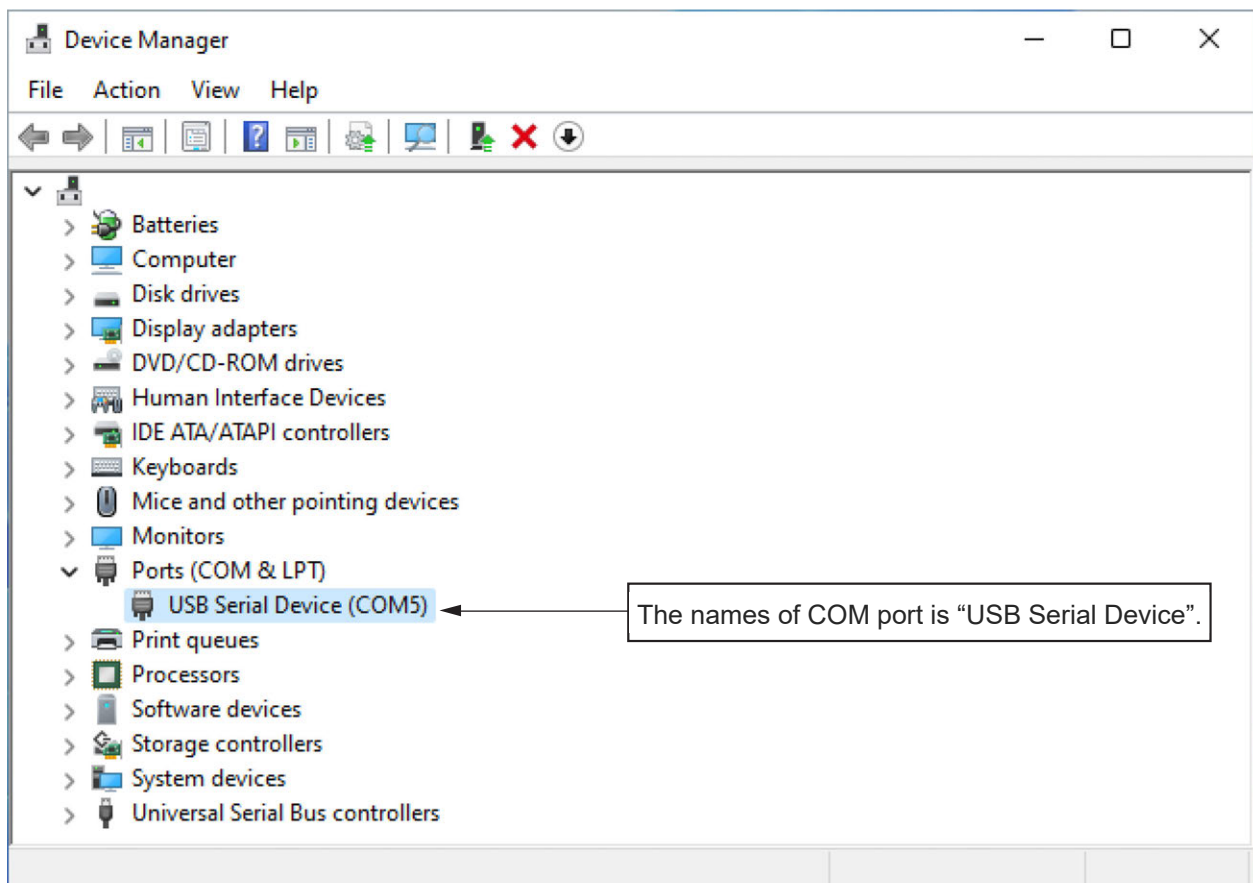 Device Manager
File Action View Help
Batteries
Computer
Disk drives
Display adapters
DVD/CD-ROM drives
Human Interface Devices
IDE ATA/ATAPI controllers
Keyboards
Mice and other pointing devices
Monitors
Ports (COM & LPT)
USB Serial Device (COM5)
The names of COM port is “USB Serial Device”.
Print queues
Processors
Software devices
Storage controllers
System devices
Universal Serial Bus controllers